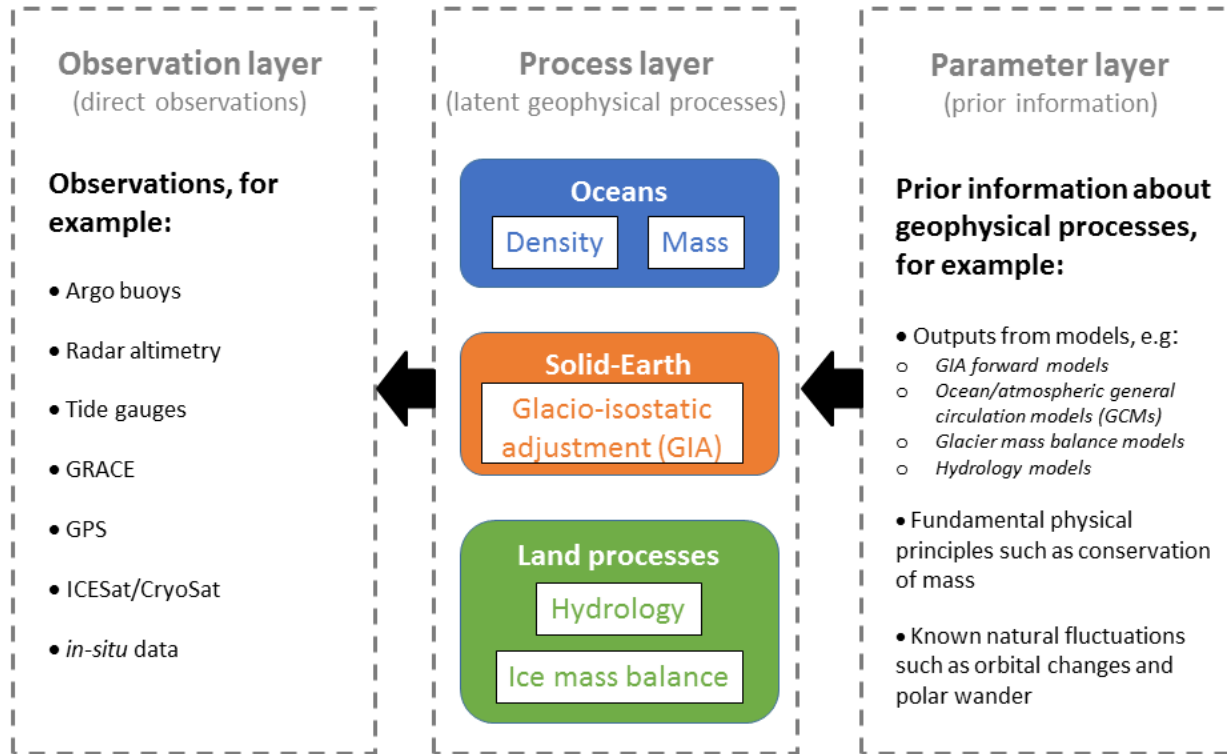 Observation layer
(direct observations)
Observations, for
example:
• Argo buoys
• Radar altimetry
• Tide gauges
• GRACE
• GPS
• ICESat/CryoSat
• in-situ data
Process layer
(latent geophysical processes)
Oceans
Density
Mass
Solid-Earth
Glacio-isostatic
adjustment (GIA)
Land processes
Hydrology
Ice mass balance
Parameter layer
(prior information)
Prior information about
geophysical processes,
for example:
• Outputs from models, e.g:
o GIA forward models
o Ocean/atmospheric general
circulation models (GCMs)
o Glacier mass balance models
o Hydrology models
• Fundamental physical
principles such as conservation
of mass
• Known natural fluctuations
such as orbital changes and
polar wander